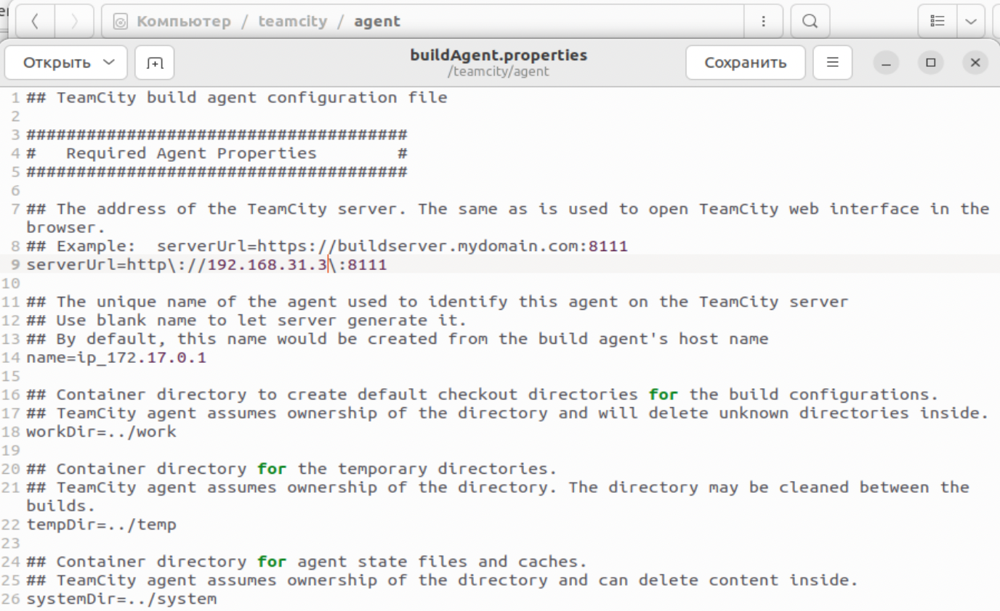 Компьютер / teamcity / agent
Открыть
buildAgent.properties
/teamcity/agent
Сохранить
1 ## TeamCity build agent configuration file
2
3 ######################################
4 #   Required Agent Properties        #
5 ######################################
6
7 ## The address of the TeamCity server. The same as is used to open TeamCity web interface in the
browser.
8 ## Example:  serverUrl=https://buildserver.mydomain.com:8111
9 serverUrl=http\://192.168.31.3\:8111
10
11 ## The unique name of the agent used to identify this agent on the TeamCity server
12 ## Use blank name to let server generate it.
13 ## By default, this name would be created from the build agent's host name
14 name=ip_172.17.0.1
15
16 ## Container directory to create default checkout directories for the build configurations.
17 ## TeamCity agent assumes ownership of the directory and will delete unknown directories inside.
18 workDir=../work
19
20 ## Container directory for the temporary directories.
21 ## TeamCity agent assumes ownership of the directory. The directory may be cleaned between the
builds.
22 tempDir=../temp
23
24 ## Container directory for agent state files and caches.
25 ## TeamCity agent assumes ownership of the directory and can delete content inside.
26 systemDir=../system